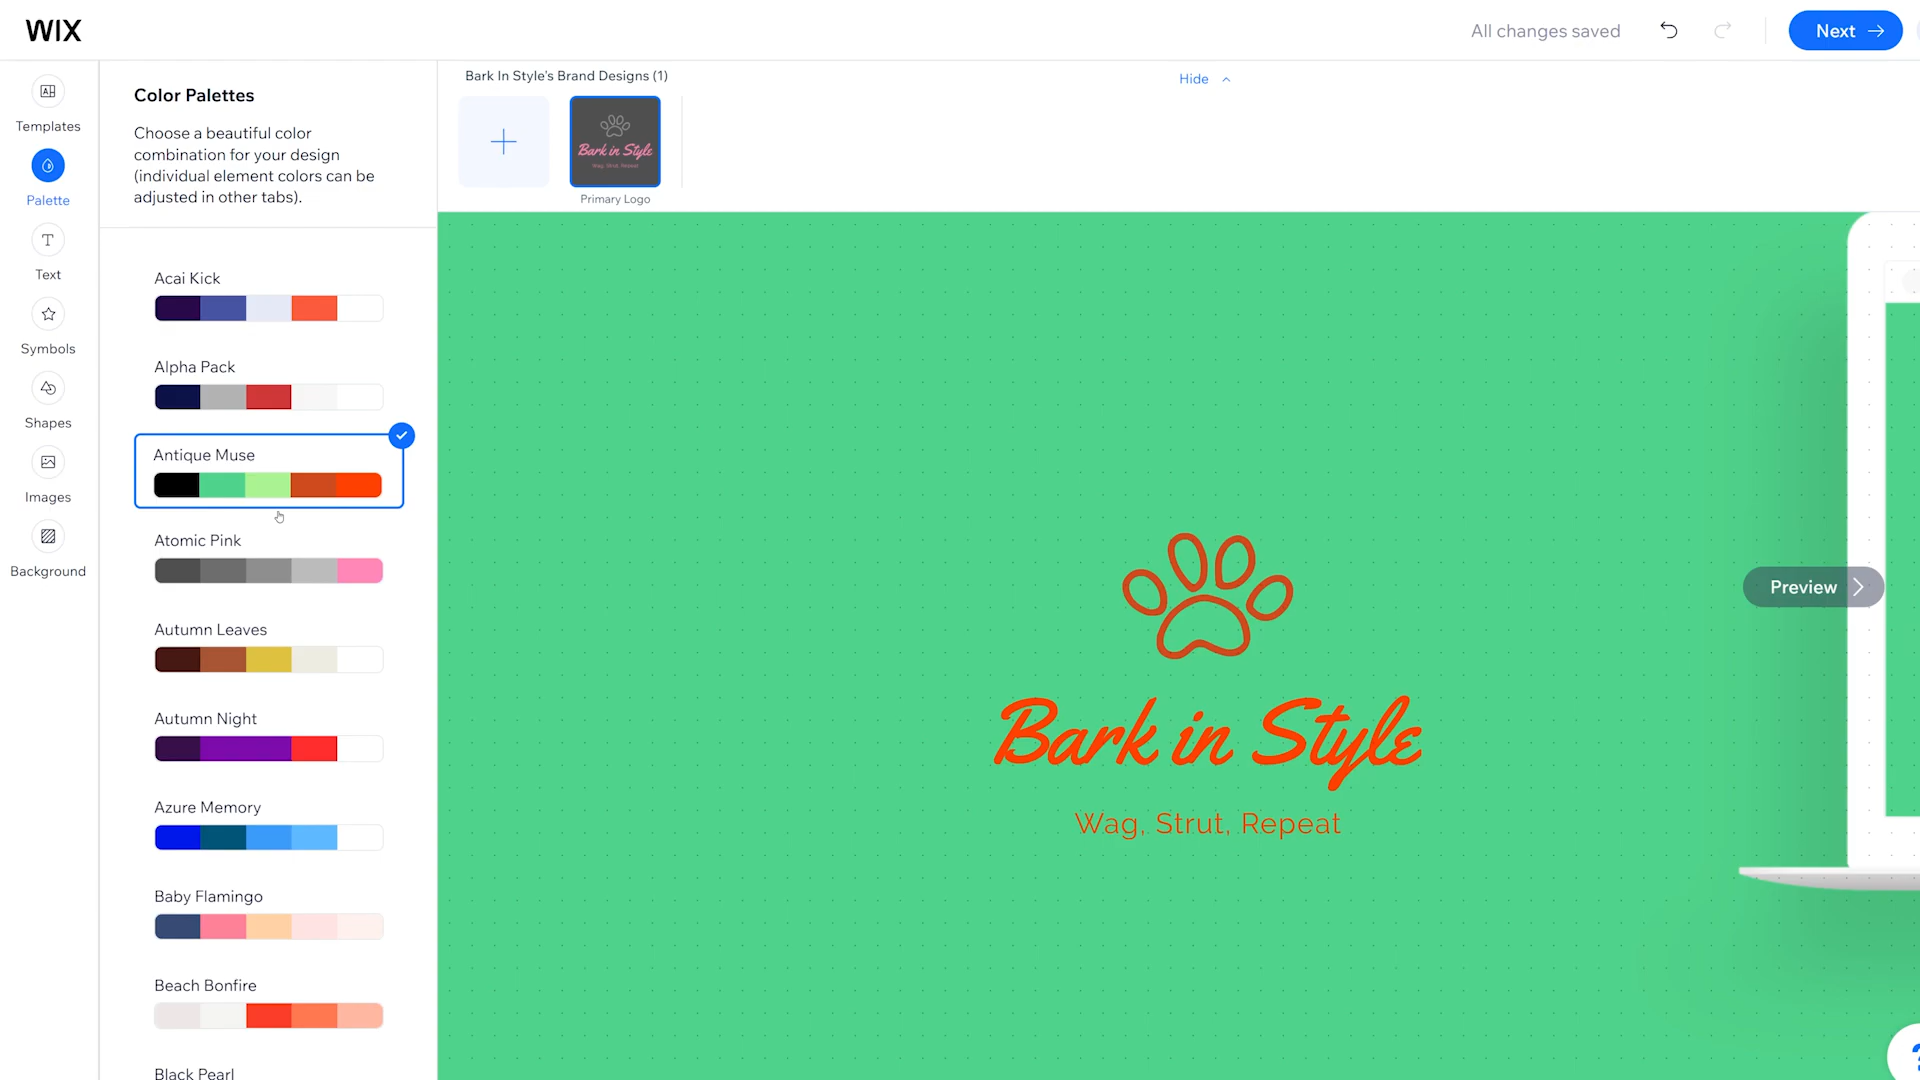 WIX
All changes saved
Next
Templates
Palette
Text
Symbols
Shapes
Images
Background
Color Palettes
Choose a beautiful color
combination for your design
(individual element colors can be
adjusted in other tabs).
Acai Kick
Alpha Pack
Antique Muse
Atomic Pink
Autumn Leaves
Autumn Night
Azure Memory
Baby Flamingo
Beach Bonfire
Black Pearl
Bark In Style's Brand Designs (1)
Hide
Bark in Style
Wag, Strut, Repeat
Primary Logo
Bark in Style
Wag, Strut, Repeat
Preview